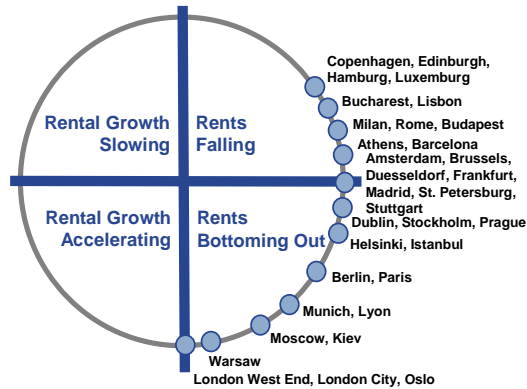 Copenhagen, Edinburgh,
Hamburg, Luxemburg
Bucharest, Lisbon
Milan, Rome, Budapest
Rental Growth
Slowing
Rents
Falling
Athens, Barcelona
Amsterdam, Brussels,
Duesseldorf, Frankfurt,
Madrid, St. Petersburg,
Stuttgart
Rental Growth
Accelerating
Rents
Bottoming Out
Dublin, Stockholm, Prague
Helsinki, Istanbul
Berlin, Paris
Munich, Lyon
Moscow, Kiev
Warsaw
London West End, London City, Oslo